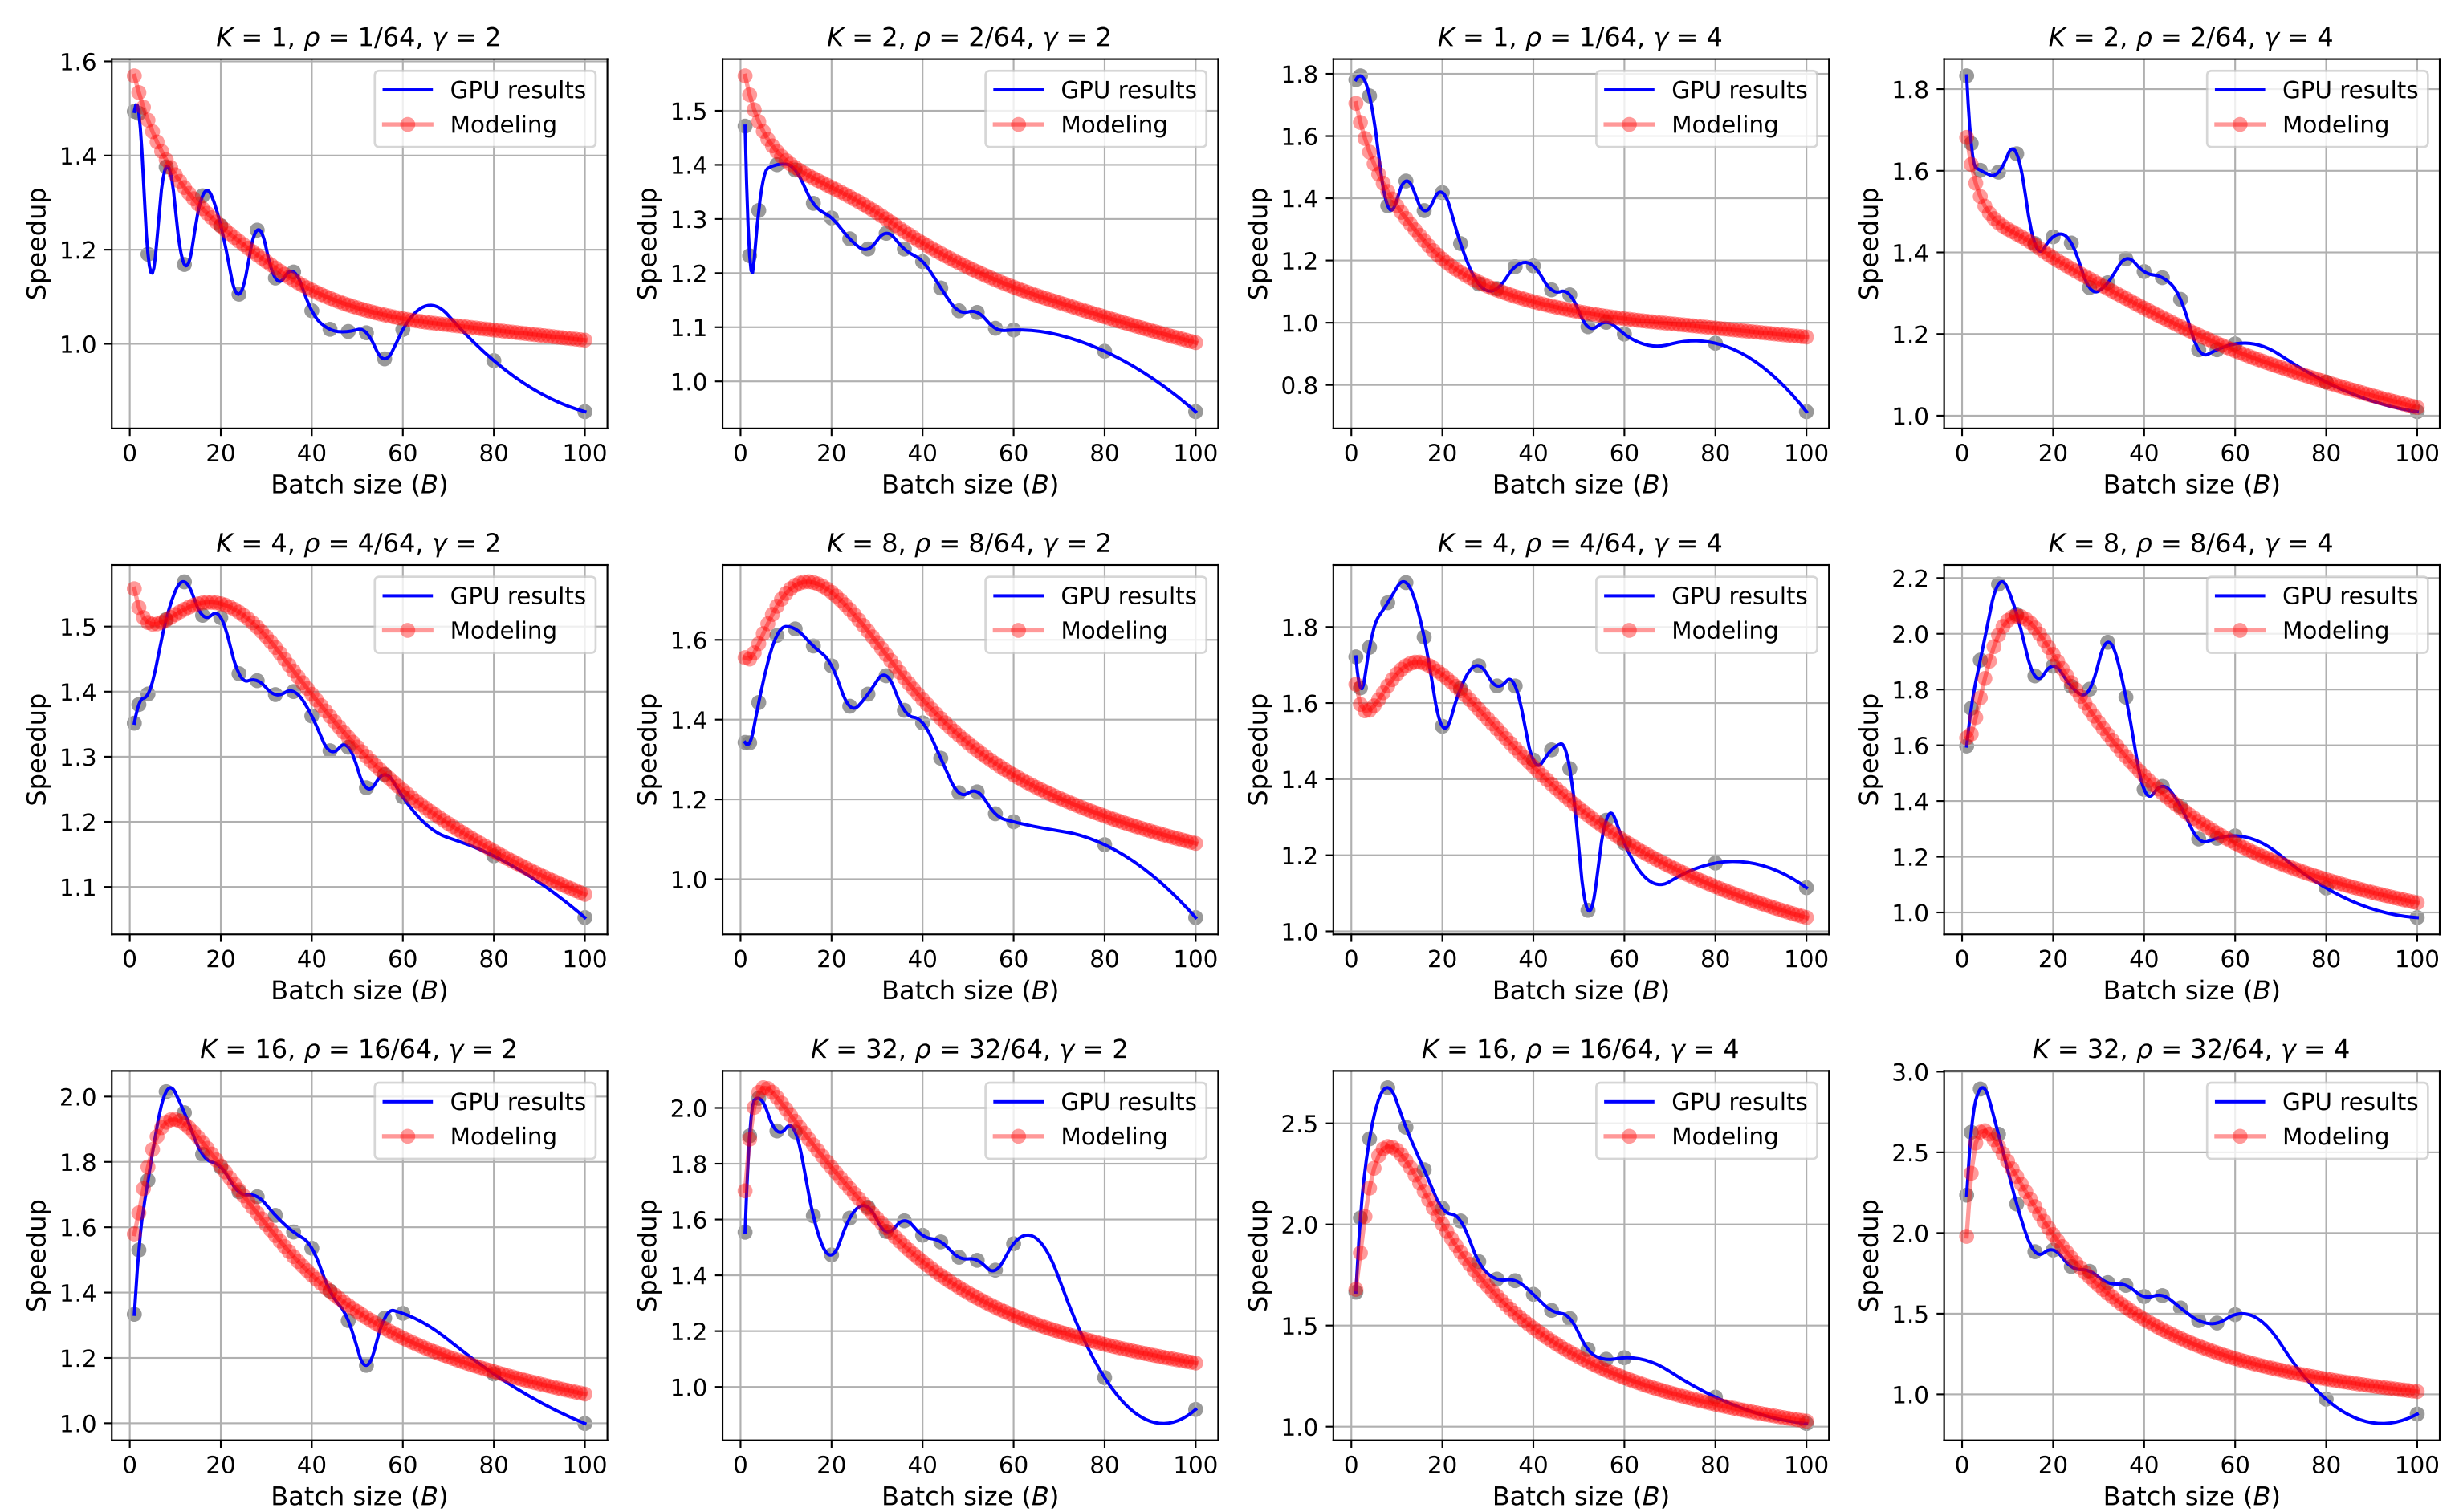 K = 1, ρ = 1/64, γ = 2
1.6
1.4
1.2
1.0
Speedup
GPU results
Modeling
0 20 40 60 80 100
Batch size (B)
K = 2, ρ = 2/64, γ = 2
1.5
1.4
1.3
1.2
1.1
1.0
Speedup
GPU results
Modeling
0 20 40 60 80 100
Batch size (B)
K = 1, ρ = 1/64, γ = 4
1.8
1.6
1.4
1.2
1.0
0.8
Speedup
GPU results
Modeling
0 20 40 60 80 100
Batch size (B)
K = 2, ρ = 2/64, γ = 4
1.8
1.6
1.4
1.2
1.0
Speedup
GPU results
Modeling
0 20 40 60 80 100
Batch size (B)
K = 4, ρ = 4/64, γ = 2
1.5
1.4
1.3
1.2
1.1
Speedup
GPU results
Modeling
0 20 40 60 80 100
Batch size (B)
K = 8, ρ = 8/64, γ = 2
1.6
1.4
1.2
1.0
Speedup
GPU results
Modeling
0 20 40 60 80 100
Batch size (B)
K = 4, ρ = 4/64, γ = 4
1.8
1.6
1.4
1.2
1.0
Speedup
GPU results
Modeling
0 20 40 60 80 100
Batch size (B)
K = 8, ρ = 8/64, γ = 4
2.2
2.0
1.8
1.6
1.4
1.2
1.0
Speedup
GPU results
Modeling
0 20 40 60 80 100
Batch size (B)
K = 16, ρ = 16/64, γ = 2
2.0
1.8
1.6
1.4
1.2
1.0
Speedup
GPU results
Modeling
0 20 40 60 80 100
Batch size (B)
K = 32, ρ = 32/64, γ = 2
2.0
1.8
1.6
1.4
1.2
1.0
Speedup
GPU results
Modeling
0 20 40 60 80 100
Batch size (B)
K = 16, ρ = 16/64, γ = 4
2.5
2.0
1.5
1.0
Speedup
GPU results
Modeling
0 20 40 60 80 100
Batch size (B)
K = 32, ρ = 32/64, γ = 4
3.0
2.5
2.0
1.5
1.0
Speedup
GPU results
Modeling
0 20 40 60 80 100
Batch size (B)